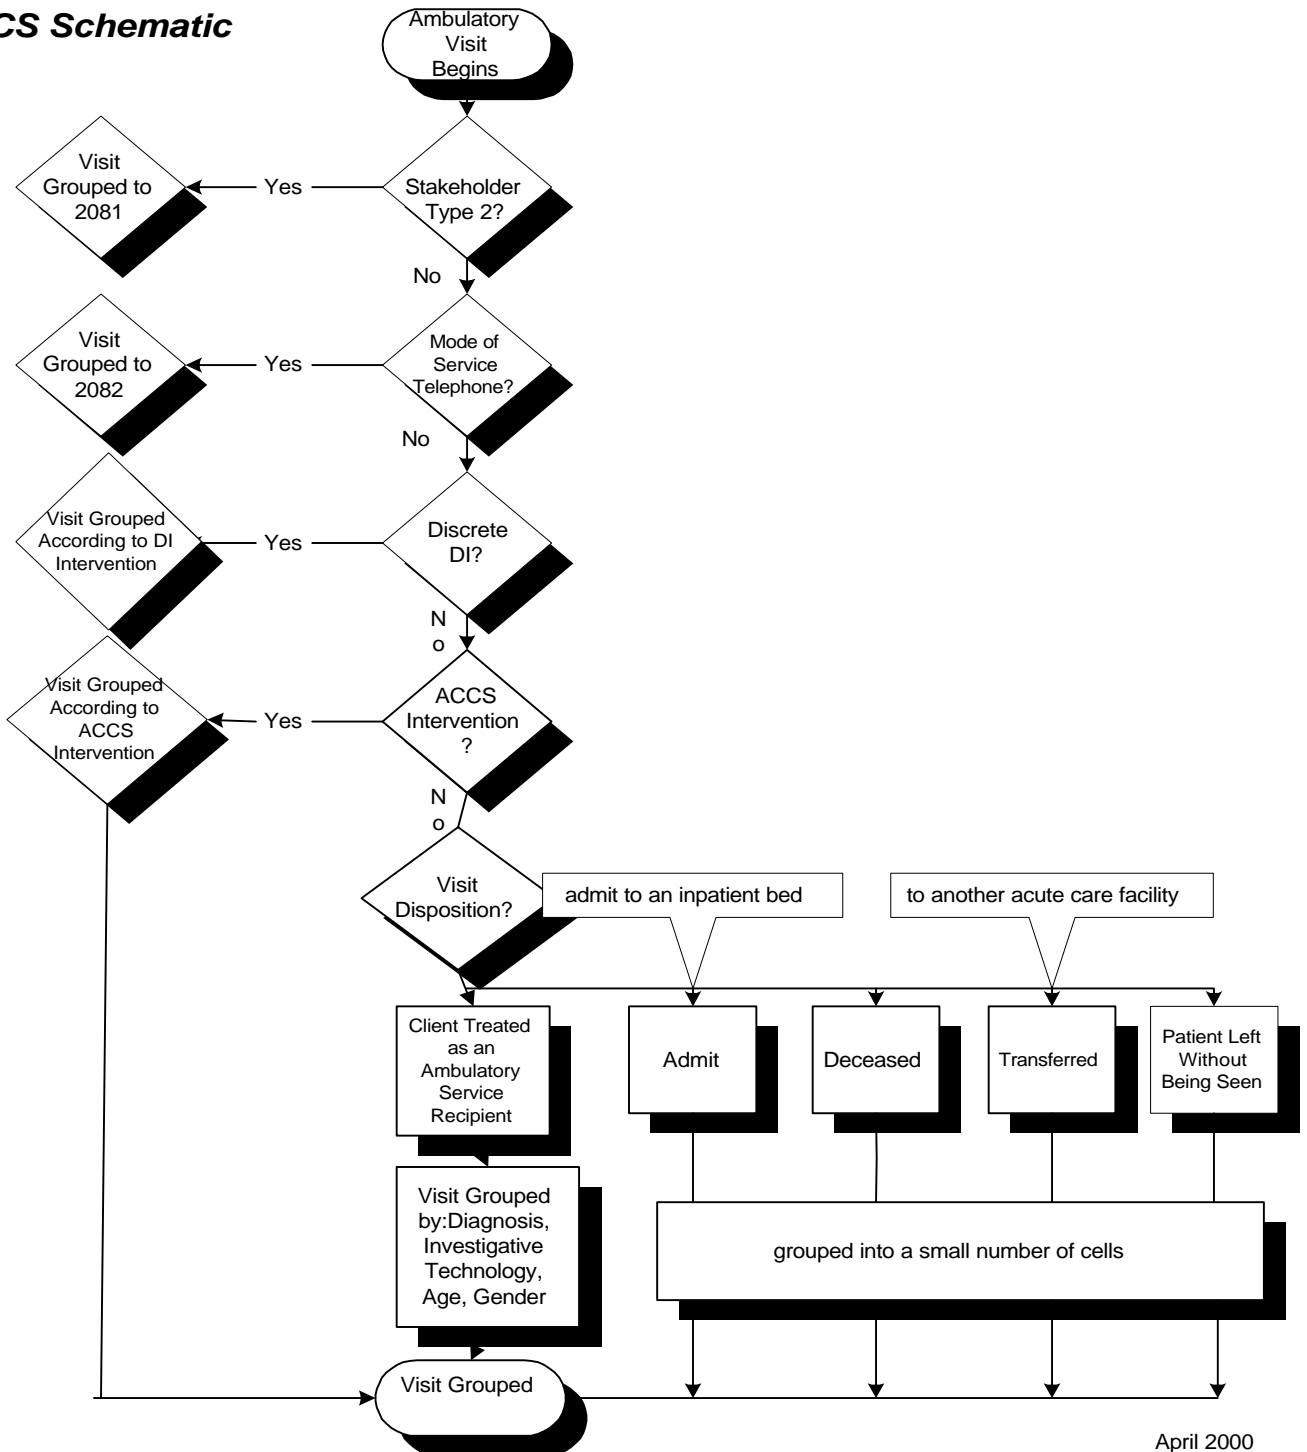 CS Schematic
Ambulatory
Visit
Begins
Visit
Grouped to
2081
Yes
Stakeholder
Type 2?
No
Visit
Grouped to
2082
Yes
Mode of
Service
Telephone?
No
Visit Grouped
According to DI
Intervention
Yes
Discrete
DI?
N
o
Visit Grouped
According to
ACCS
Intervention
Yes
ACCS
Intervention
?
N
o
Visit
Disposition?
admit to an inpatient bed
to another acute care facility
Client Treated
as an
Ambulatory
Service
Recipient
Admit
Deceased
Transferred
Patient Left
Without
Being Seen
Visit Grouped
by:Diagnosis,
Investigative
Technology,
Age, Gender
grouped into a small number of cells
Visit Grouped
April 2000